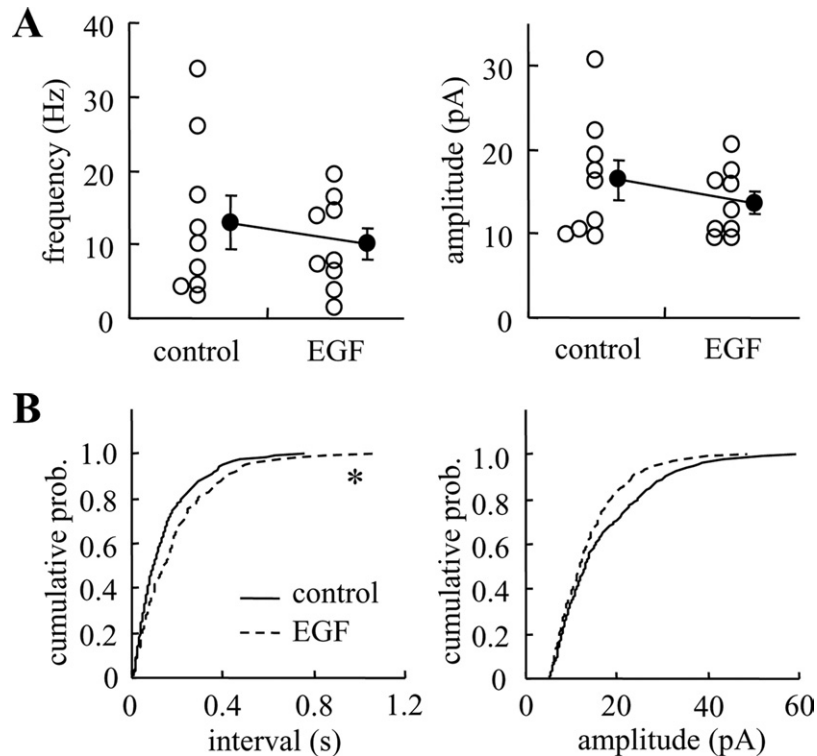 A
frequency (Hz)
40
30
20
10
0
control EGF
amplitude (pA)
30
20
10
0
control EGF
B
cumulative prob.
1.0
0.8
0.6
0.4
0.2
0
*
control
EGF
0 0.4 0.8 1.2
interval (s)
cumulative prob.
1.0
0.8
0.6
0.4
0.2
0
0 20 40 60
amplitude (pA)